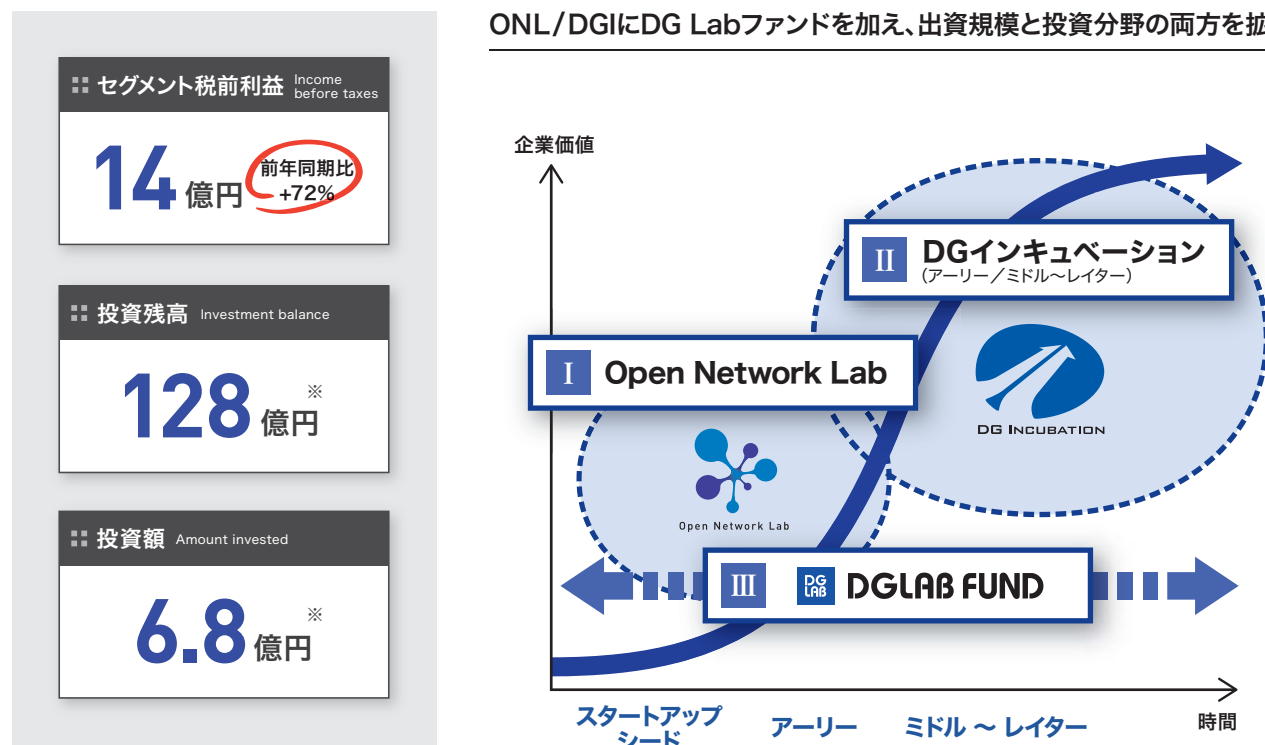 セグメント税前利益 Income before taxes
14億円
前年同期比
+72%
投資残高 Investment balance
128億円※
投資額 Amount invested
6.8億円※
ONL/DGIにDG Labファンドを加え、出資規模と投資分野の両方を拡
企業価値
II DGインキュベーション
(アーリー/ミドル~レイター)
I Open Network Lab
DG INCUBATION
Open Network Lab
III DG LAB DGLAB FUND
時間
スタートアップ
シード
アーリー
ミドル ~ レイター